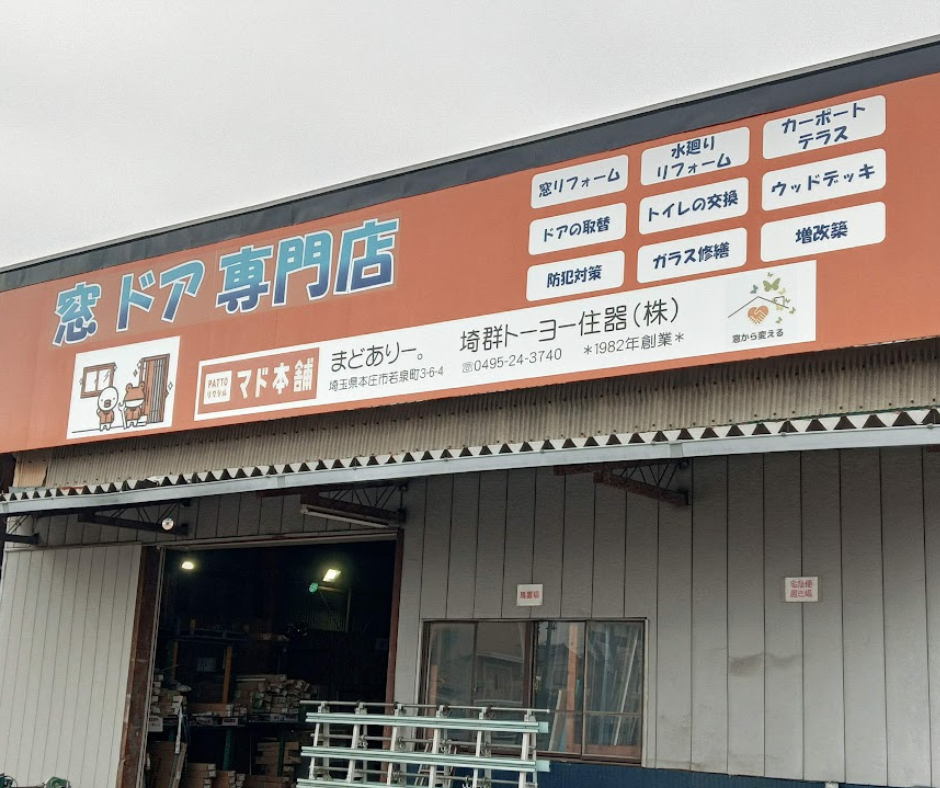 窓リフォーム
水廻り
リフォーム
カーポート
テラス
ドアの取替
トイレの交換
ウッドデッキ
防犯対策
ガラス修繕
増改築
窓 ドア 専門店
PATTO
リクシル
マド本舗
まどありー。 埼群トーヨー住器(株)
埼玉県本庄市若泉町3-6-4 ☏0495-24-3740 *1982年創業*
窓から変える